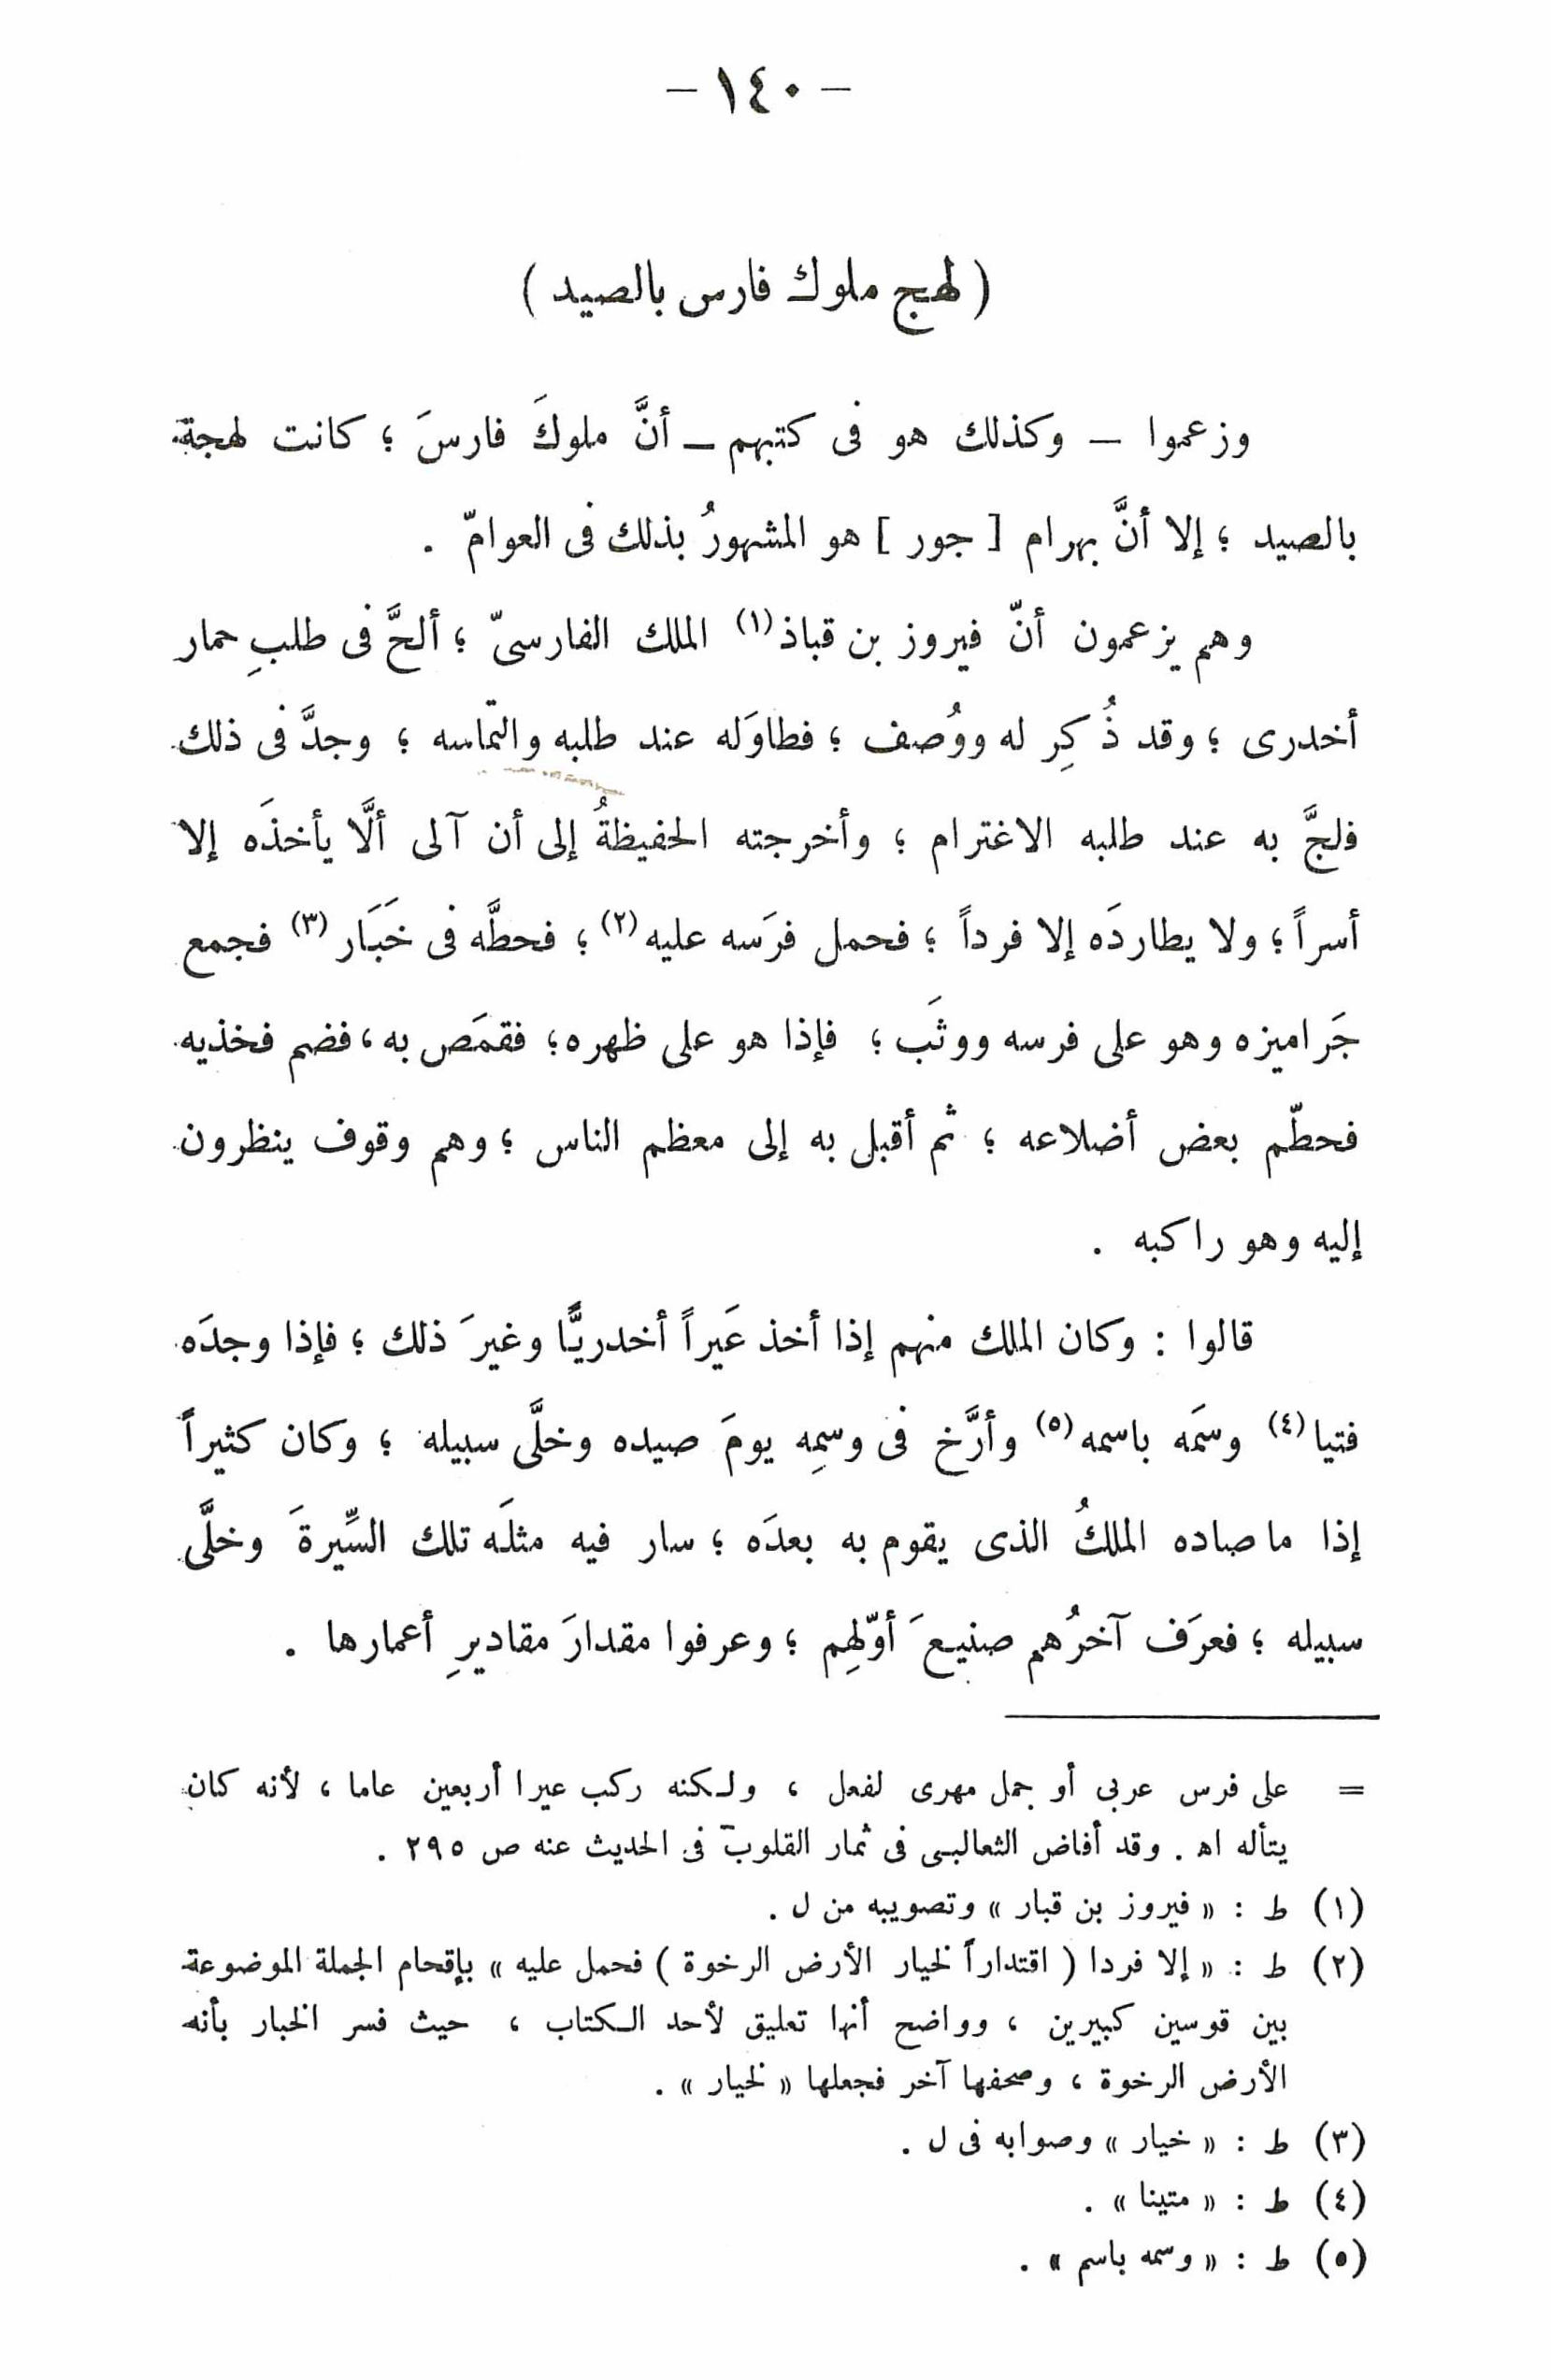 — ١٤٠ —
( لهج ملوك فارس بالصيد )
وزعموا — وكذلك هو فى كتبهم — أنَّ ملوكَ فارسَ ؛ كانت لهجة
بالصيد ؛ إلا أنَّ بهرام [ جور ] هو المشهورُ بذلك فى العوامّ .
وهم يزعمون أنّ فيروز بن قباذ(١) الملك الفارسىّ ؛ ألحَّ فى طلبِ حمار
أخدرى ؛ وقد ذُكِر له ووُصف ؛ فطاوَله عند طلبه والتماسه ؛ وجدَّ فى ذلك
فلجَّ به عند طلبه الاغترام ؛ وأخرجته الحفيظةُ إلى أن آلى ألَّا يأخذَه إلا
أسراً ؛ ولا يطاردَه إلا فرداً ؛ فحمل فرَسه عليه(٢) ؛ فحطَّه فى خَبَار(٣) فجمع
جَراميزه وهو على فرسه ووثَب ؛ فإذا هو على ظهره ؛ فقمَص به ، فضم فخذيه
فحطّم بعض أضلاعه ؛ ثم أقبل به إلى معظم الناس ؛ وهم وقوف ينظرون
إليه وهو راكبه .
قالوا : وكان الملك منهم إذا أخذ عَيراً أخدريًّا وغيرَ ذلك ؛ فإذا وجدَه
فتيا(٤) وسَمَه باسمه(٥) وأرَّخ فى وسمِه يومَ صيده وخلَّى سبيله ؛ وكان كثيراً
إذا ما صاده الملكُ الذى يقوم به بعدَه ؛ سار فيه مثلَه تلك السِّيرةَ وخلَّى
سبيله ؛ فعرَف آخرُهم صنيعَ أوّلهِم ؛ وعرفوا مقدارَ مقاديرِ أعمارها .
= على فرس عربى أو جمل مهرى لفعل ، ولكنه ركب عيرا أربعين عاما ، لأنه كان
يتأله اه . وقد أفاض الثعالبى فى ثمار القلوب فى الحديث عنه ص ٢٩٥ .
(١) ط : « فيروز بن قبار » وتصويبه من ل .
(٢) ط : « إلا فردا ( اقتداراً لخيار الأرض الرخوة ) فحمل عليه » بإقحام الجملة الموضوعة
بين قوسين كبيرين ، وواضح أنها تعليق لأحد الكتاب ، حيث فسر الخبار بأنه
الأرض الرخوة ، وصحفها آخر فجعلها « لخيار » .
(٣) ط : « خيار » وصوابه فى ل .
(٤) ط : « متينا » .
(٥) ط : « وسمه باسم » .